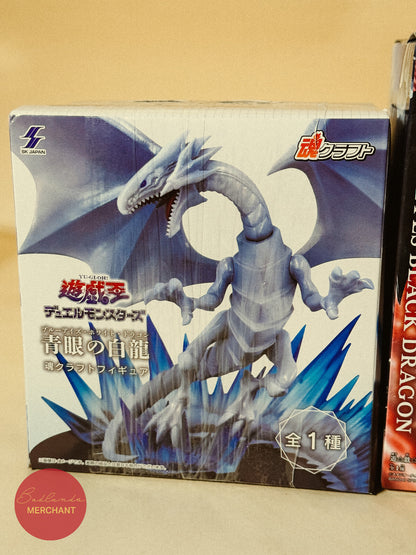 SK JAPAN
魂クラフト
YU-GI-OH!
遊戯王
デュエルモンスターズ
ブルーアイズ・ホワイト・ドラゴン
青眼の白龍
魂クラフトフィギュア
全1種
BLACK DRAGON
MERCHANT